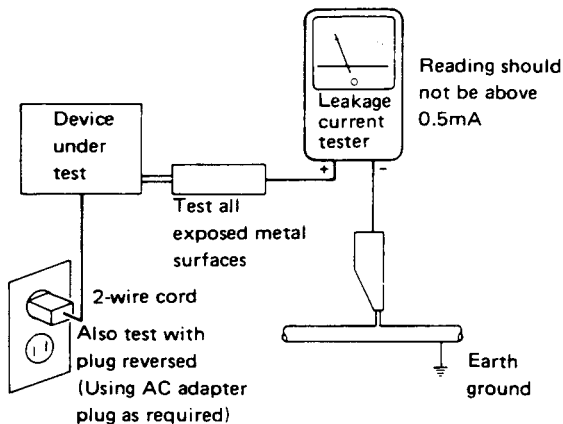 Device
under
test
Leakage
current
tester
+ −
Reading should
not be above
0.5mA
Test all
exposed metal
surfaces
2-wire cord
Also test with
plug reversed
(Using AC adapter
plug as required)
Earth
ground